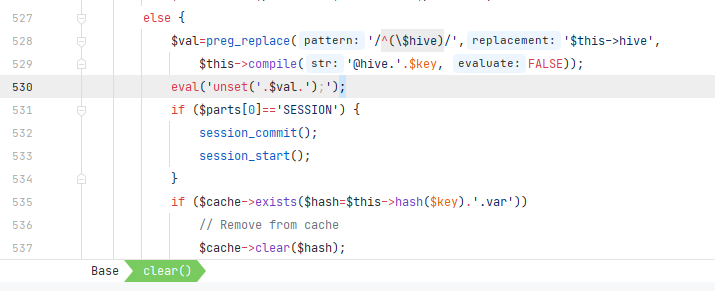 527 else {
528 $val=preg_replace( pattern: '/^(\$hive)/', replacement: '$this->hive',
529 $this->compile( str: '@hive.'.$key, evaluate: FALSE));
530 eval('unset('.$val.');');
531 if ($parts[0]=='SESSION') {
532 session_commit();
533 session_start();
534 }
535 if ($cache->exists($hash=$this->hash($key).'.var'))
536 // Remove from cache
537 $cache->clear($hash);
Base clear()